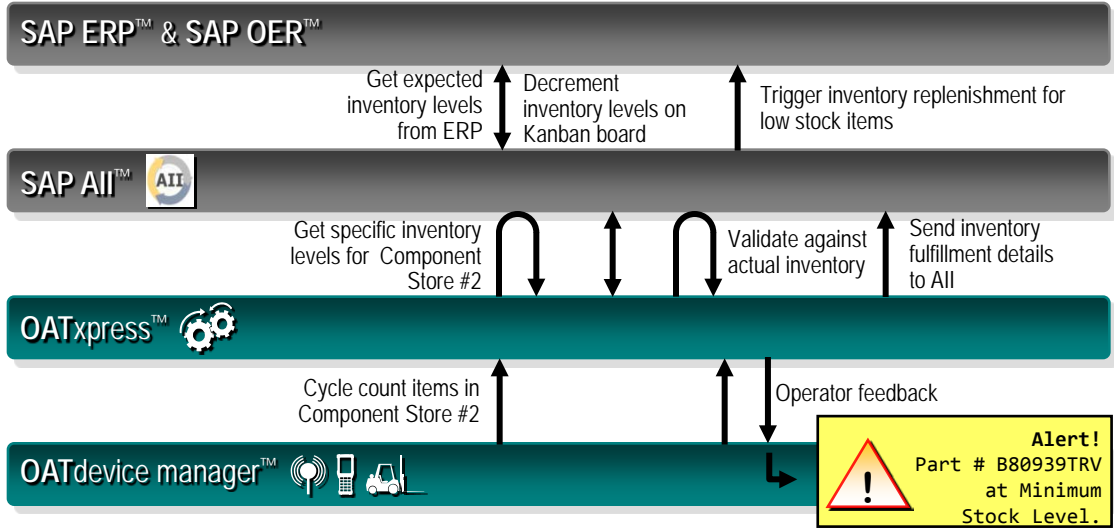 SAP ERP™ & SAP OER™
Get expected
inventory levels
from ERP
Decrement
inventory levels on
Kanban board
Trigger inventory replenishment for
low stock items
SAP AII™ AII
Get specific inventory
levels for Component
Store #2
Validate against
actual inventory
Send inventory
fulfillment details
to AII
OATxpress™
Cycle count items in
Component Store #2
Operator feedback
OATdevice manager™
!
Alert!
Part # B80939TRV
at Minimum
Stock Level.